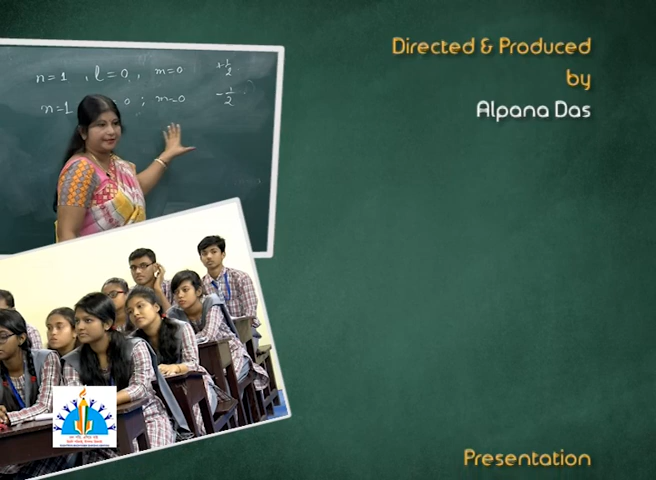 Directed & Produced
by
Alpana Das
n=1 , l=0, , m=0 +1/2
n=1 0 ; m=0 -1/2
Presentation